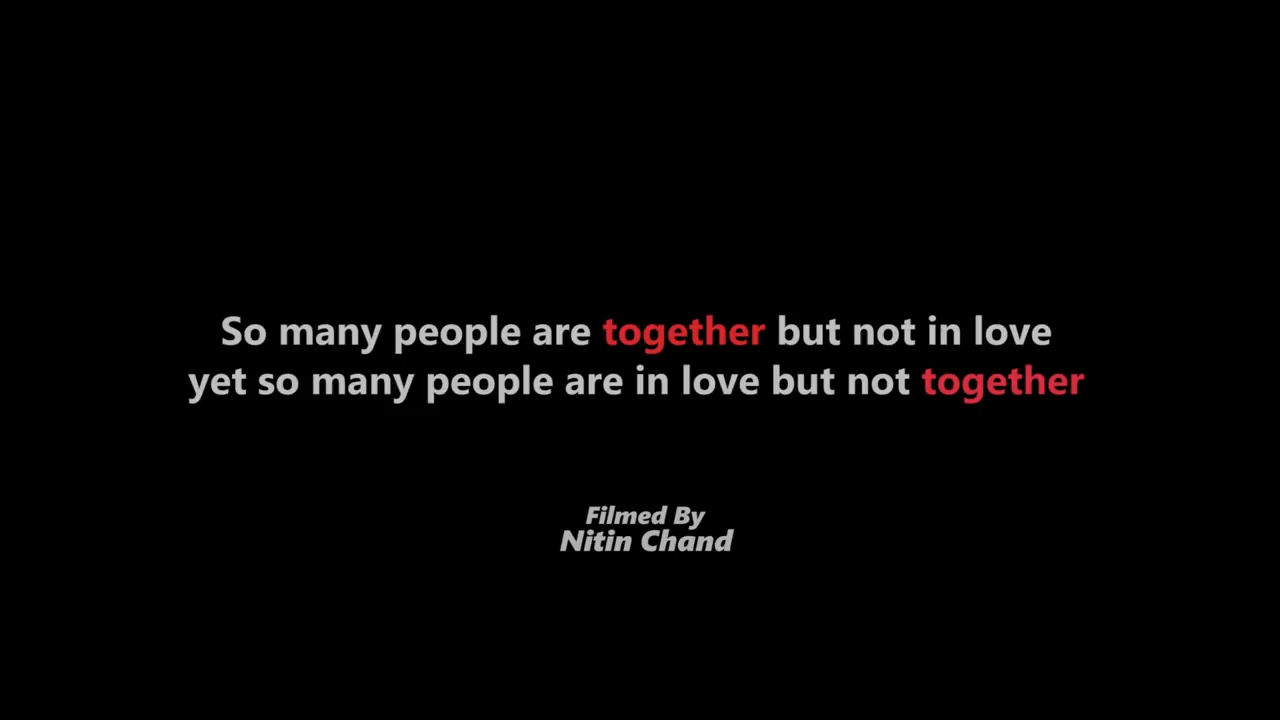 So many people are together but not in love
yet so many people are in love but not together
Filmed By
Nitin Chand